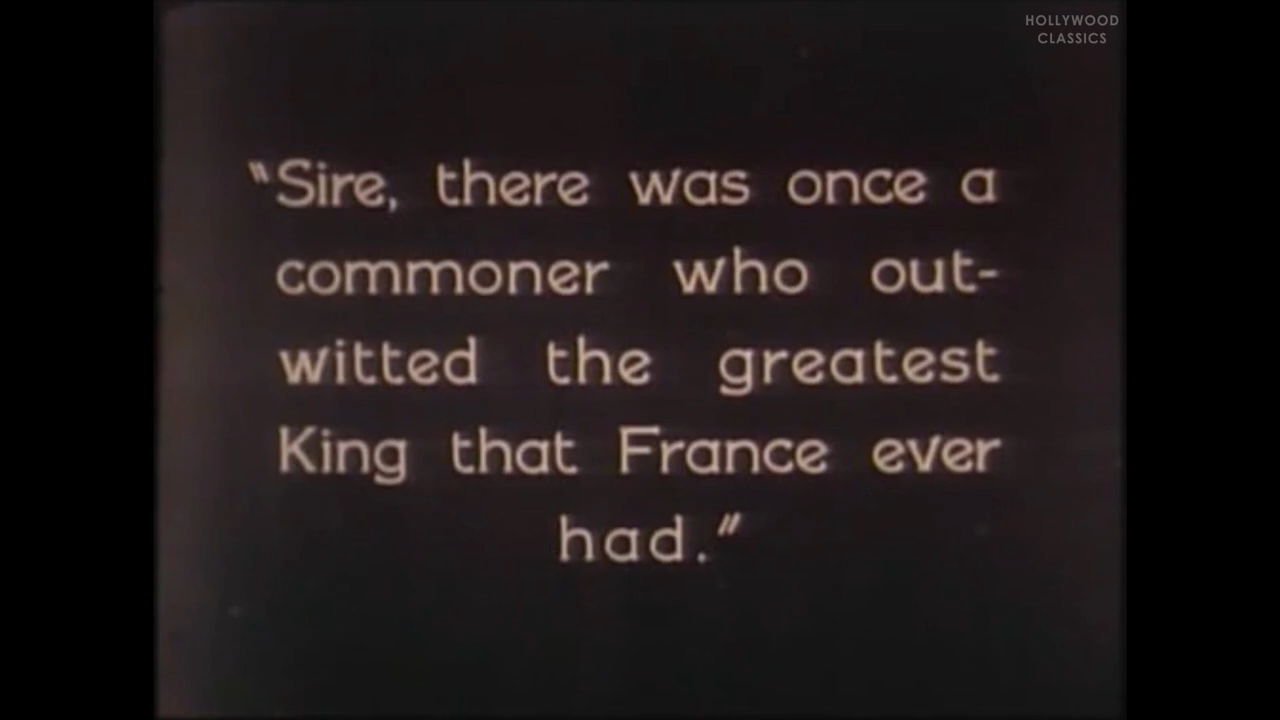 HOLLYWOOD
CLASSICS
"Sire, there was once a
commoner who out-
witted the greatest
King that France ever
had."